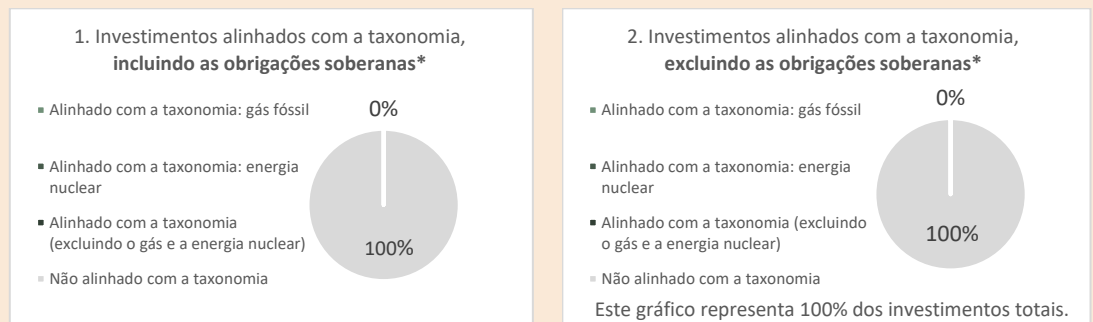 1. Investimentos alinhados com a taxonomia,
incluindo as obrigações soberanas*
Alinhado com a taxonomia: gás fóssil
Alinhado com a taxonomia: energia
nuclear
Alinhado com a taxonomia
(excluindo o gás e a energia nuclear)
Não alinhado com a taxonomia
0%
100%
2. Investimentos alinhados com a taxonomia,
excluindo as obrigações soberanas*
Alinhado com a taxonomia: gás fóssil
Alinhado com a taxonomia: energia
nuclear
Alinhado com a taxonomia (excluindo
o gás e a energia nuclear)
Não alinhado com a taxonomia
0%
100%
Este gráfico representa 100% dos investimentos totais.